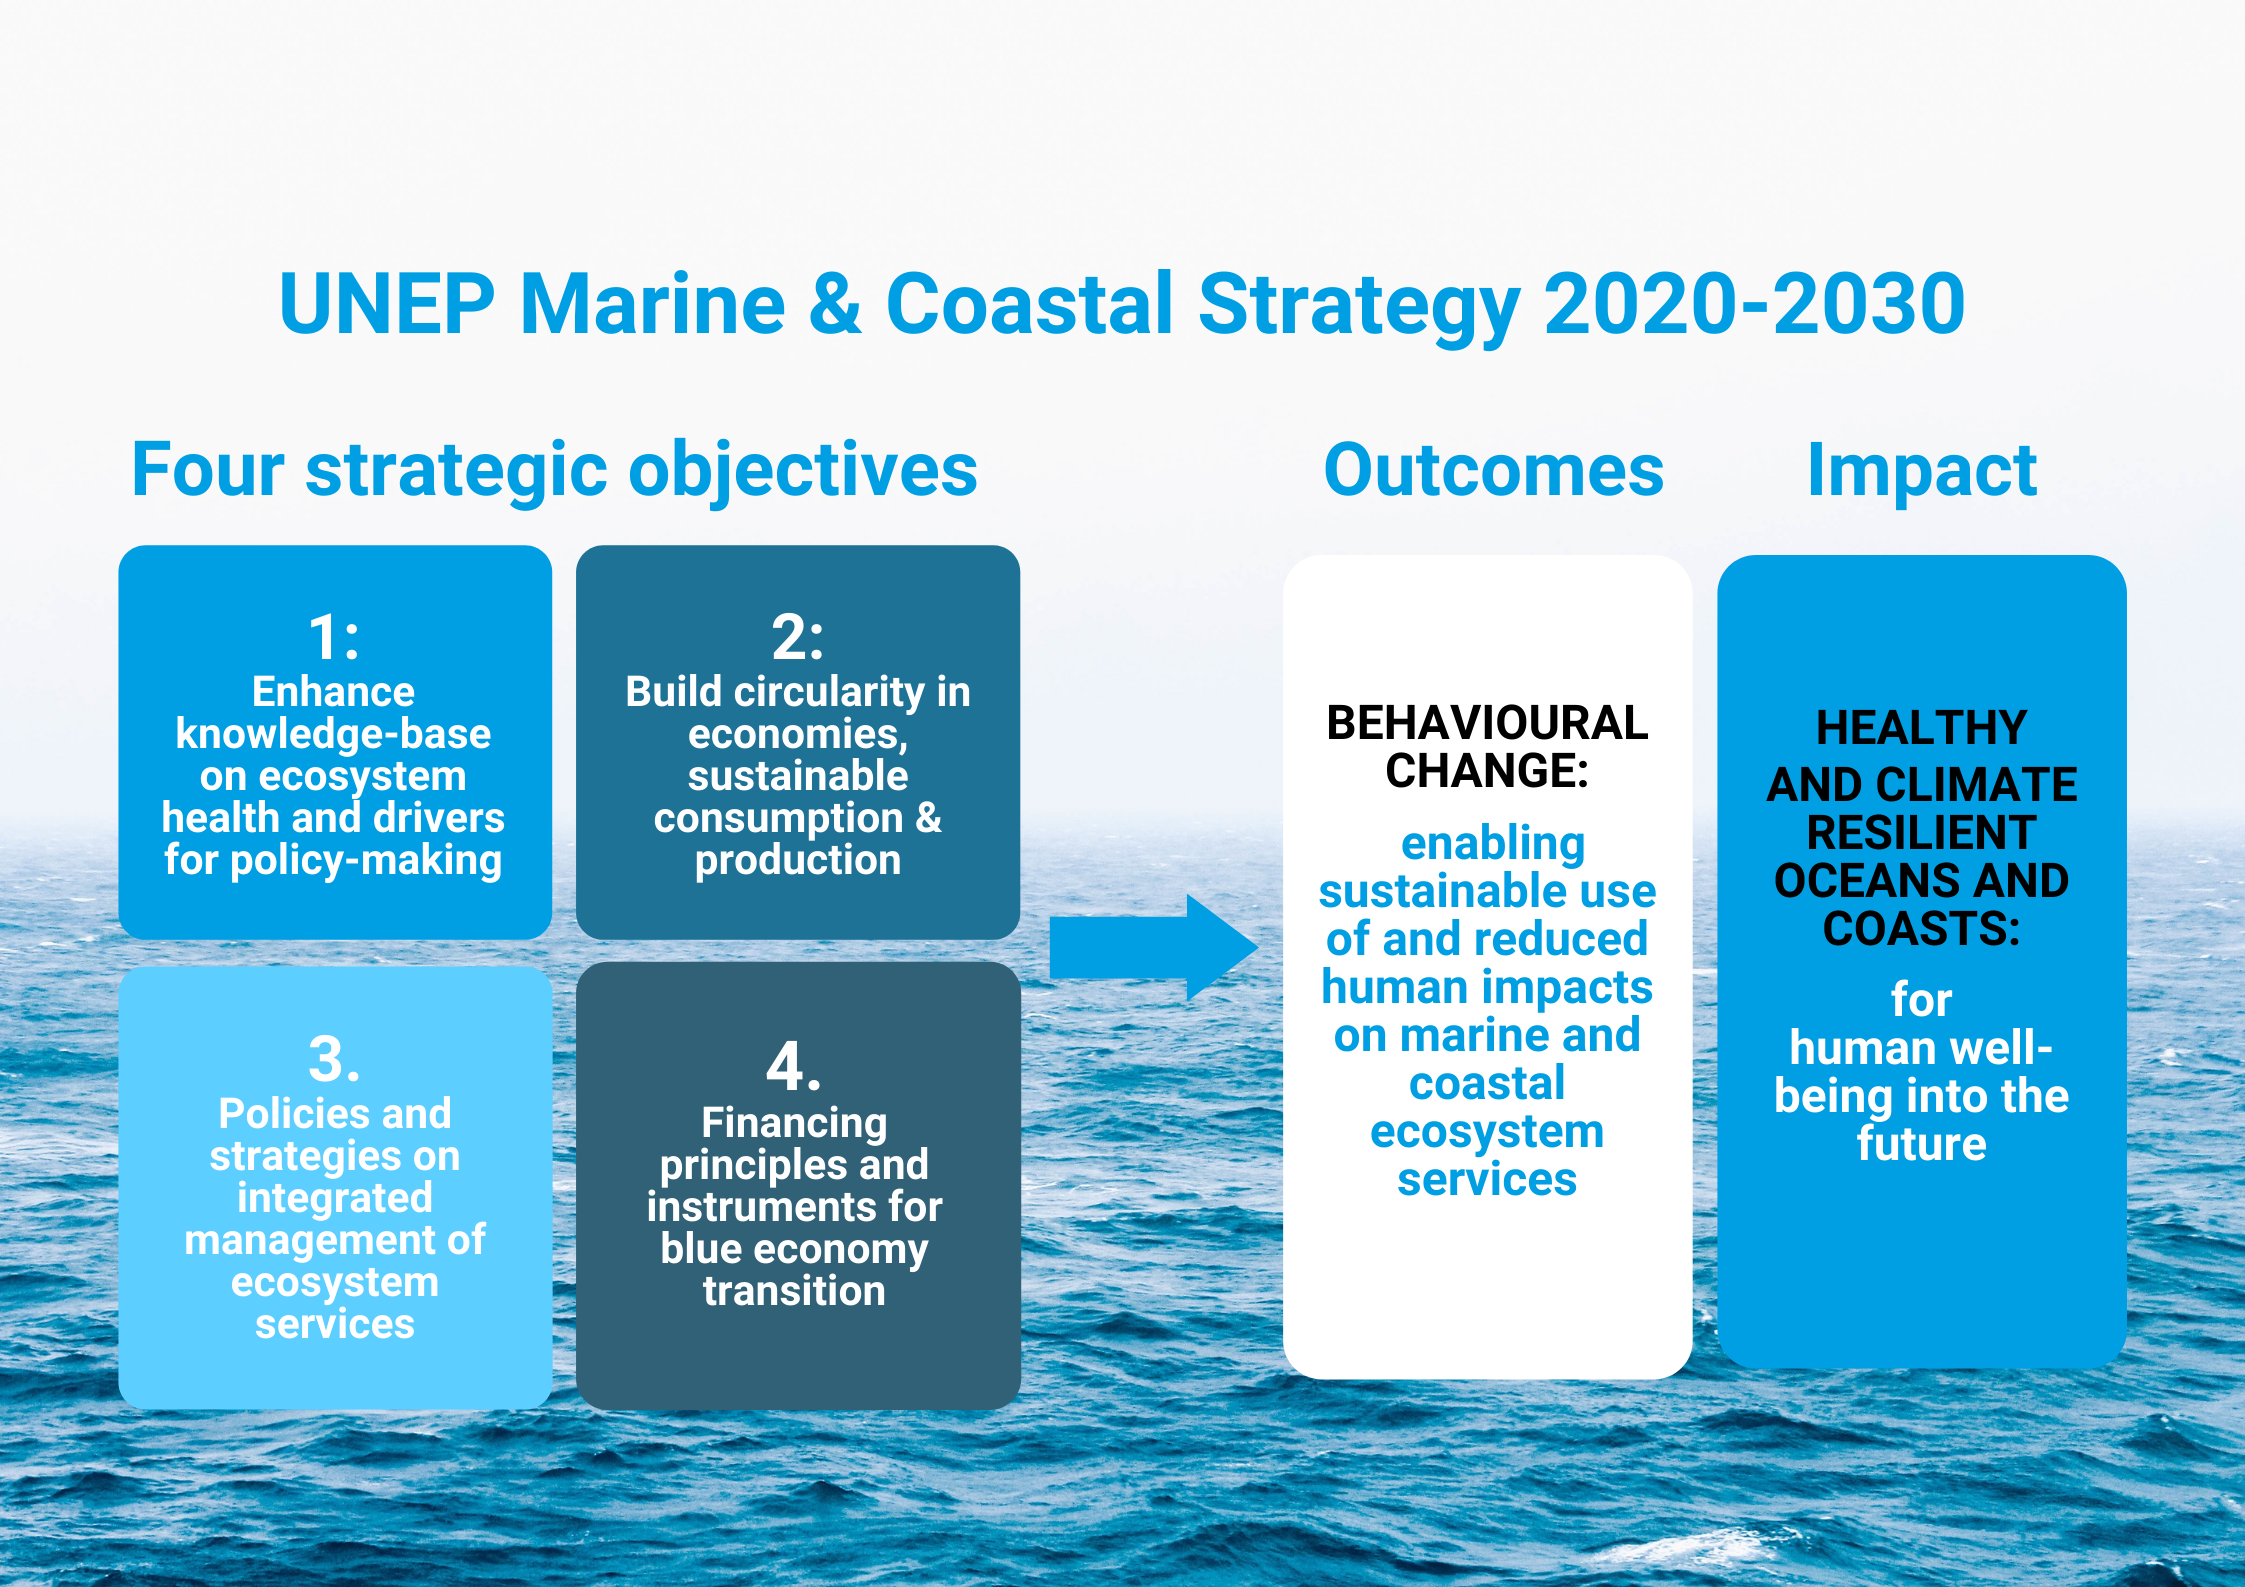 UNEP Marine & Coastal Strategy 2020-2030
Four strategic objectives
1:
Enhance
knowledge-base
on ecosystem
health and drivers
for policy-making
2:
Build circularity in
economies,
sustainable
consumption &
production
3.
Policies and
strategies on
integrated
management of
ecosystem
services
4.
Financing
principles and
instruments for
blue economy
transition
Outcomes
BEHAVIOURAL
CHANGE:
enabling
sustainable use
of and reduced
human impacts
on marine and
coastal
ecosystem
services
Impact
HEALTHY
AND CLIMATE
RESILIENT
OCEANS AND
COASTS:
for
human well-
being into the
future